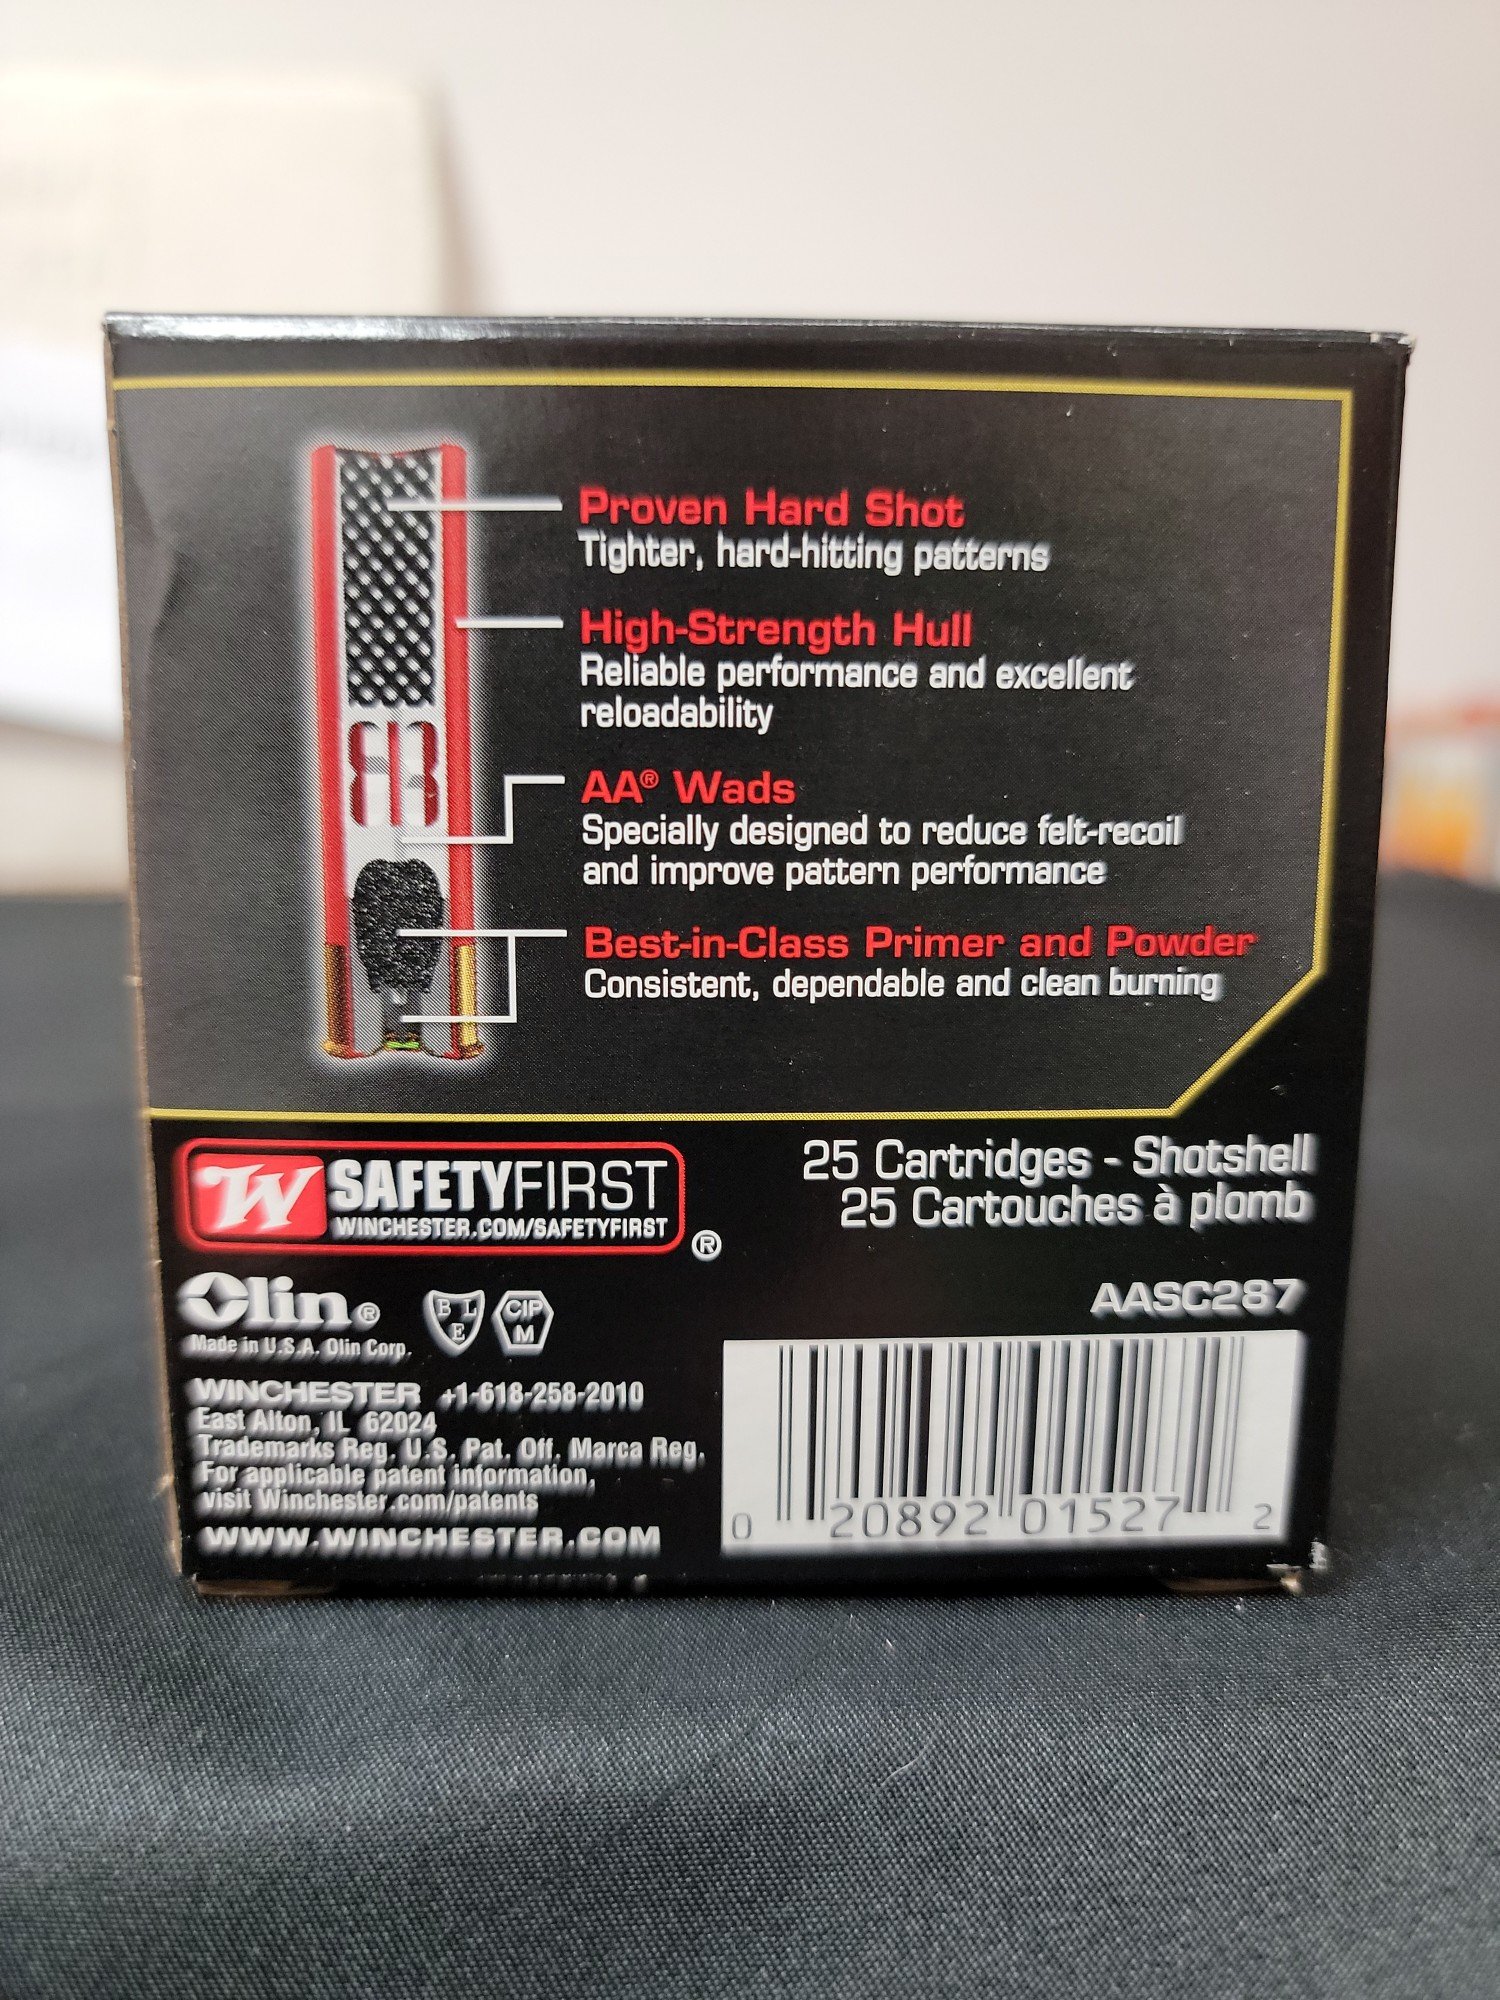 Proven Hard Shot
Tighter, hard-hitting patterns
High-Strength Hull
Reliable performance and excellent
reloadability
AA® Wads
Specially designed to reduce felt-recoil
and improve pattern performance
Best-in-Class Primer and Powder
Consistent, dependable and clean burning
W SAFETYFIRST
WINCHESTER.COM/SAFETYFIRST
®
25 Cartridges - Shotshell
25 Cartouches à plomb
Olin®
Made in U.S.A. Olin Corp.
B L
E
CIP
M
AASC287
WINCHESTER +1-618-258-2010
East Alton, IL 62024
Trademarks Reg. U.S. Pat. Off. Marca Reg.
For applicable patent information,
visit Winchester.com/patents
WWW.WINCHESTER.COM
0 20892 01527 2